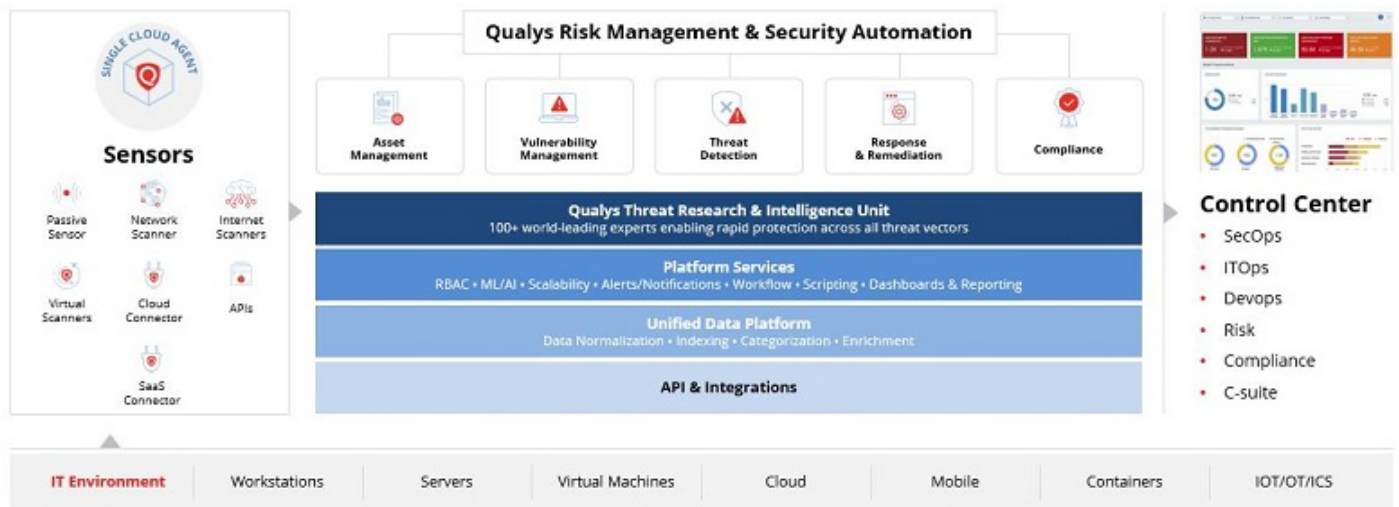 SINGLE CLOUD AGENT
Sensors
Passive
Sensor
Network
Scanner
Internet
Scanners
Virtual
Scanners
Cloud
Connector
APIs
SaaS
Connector
Qualys Risk Management & Security Automation
Asset
Management
Vulnerability
Management
Threat
Detection
Response
& Remediation
Compliance
Qualys Threat Research & Intelligence Unit
100+ world-leading experts enabling rapid protection across all threat vectors
Platform Services
RBAC • ML/AI • Scalability • Alerts/Notifications • Workflow • Scripting • Dashboards & Reporting
Unified Data Platform
Data Normalization • Indexing • Categorization • Enrichment
API & Integrations
Control Center
• SecOps
• ITOps
• Devops
• Risk
• Compliance
• C-suite
IT Environment
Workstations
Servers
Virtual Machines
Cloud
Mobile
Containers
IOT/OT/ICS